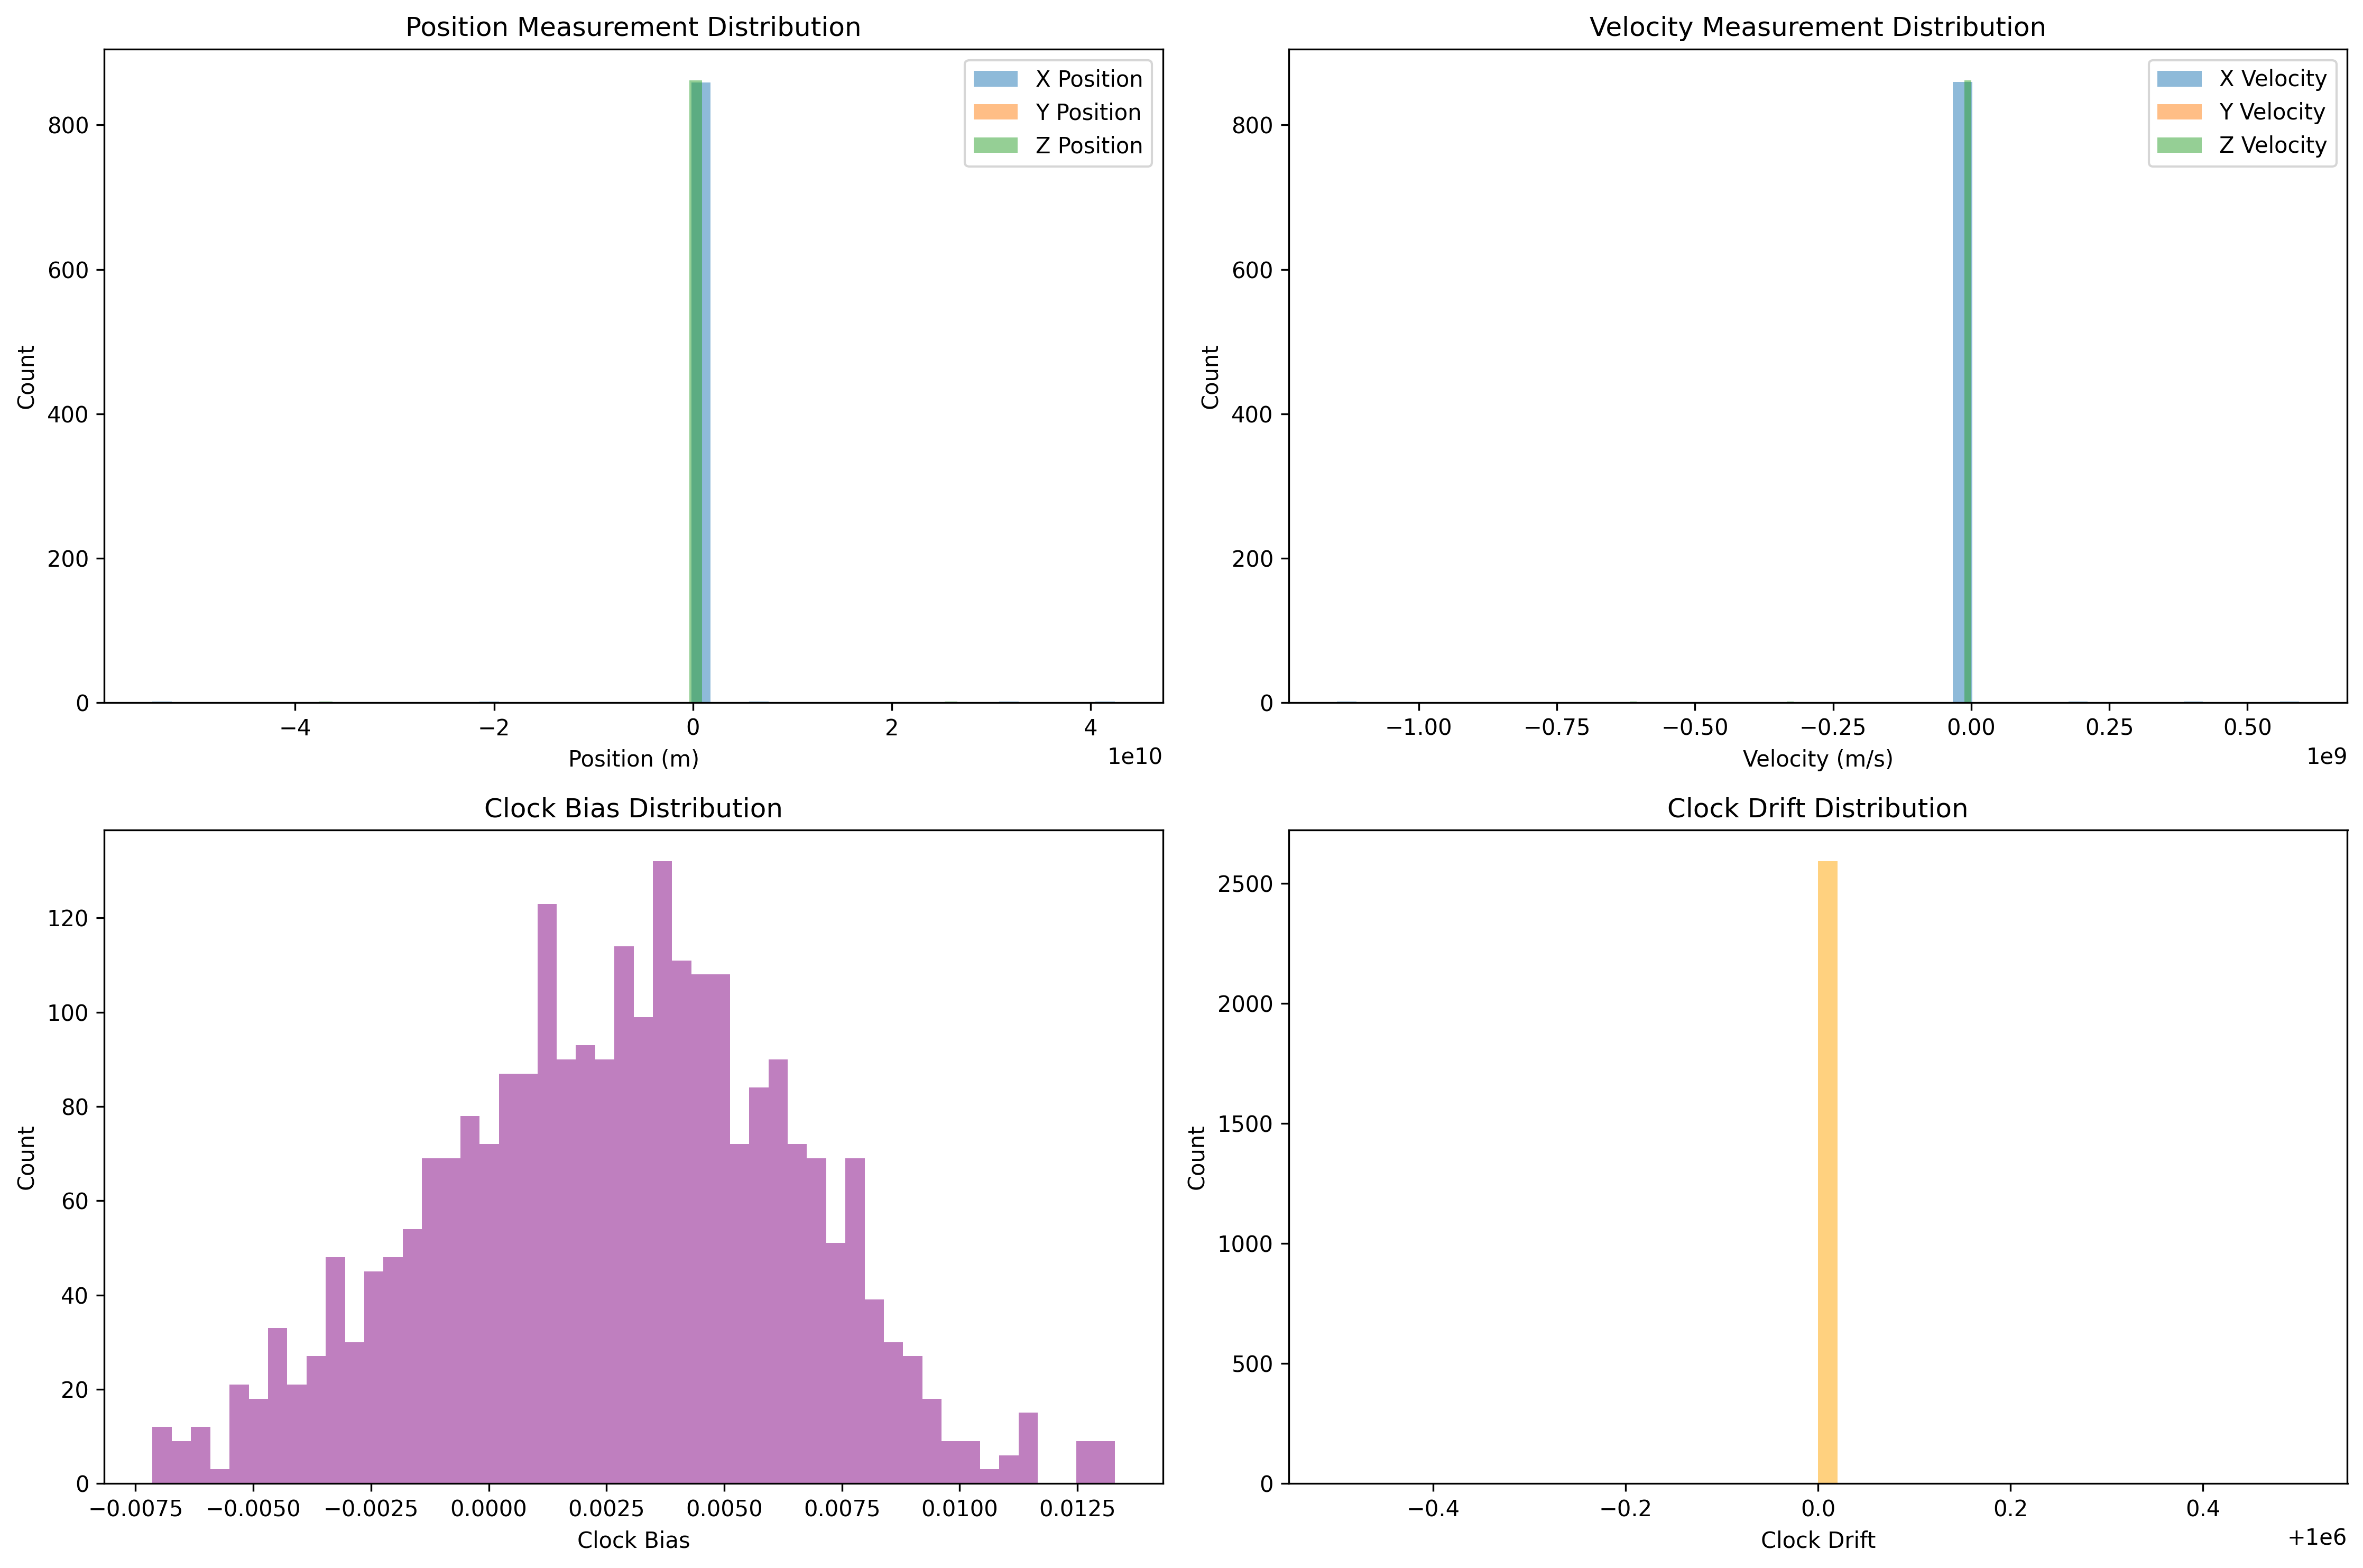 Position Measurement Distribution
800
600
400
200
0
Count
X Position
Y Position
Z Position
−4 −2 0 2 4
1e10
Position (m)
Velocity Measurement Distribution
800
600
400
200
0
Count
X Velocity
Y Velocity
Z Velocity
−1.00 −0.75 −0.50 −0.25 0.00 0.25 0.50
1e9
Velocity (m/s)
Clock Bias Distribution
120
100
80
60
40
20
0
Count
−0.0075 −0.0050 −0.0025 0.0000 0.0025 0.0050 0.0075 0.0100 0.0125
Clock Bias
Clock Drift Distribution
2500
2000
1500
1000
500
0
Count
−0.4 −0.2 0.0 0.2 0.4
+1e6
Clock Drift